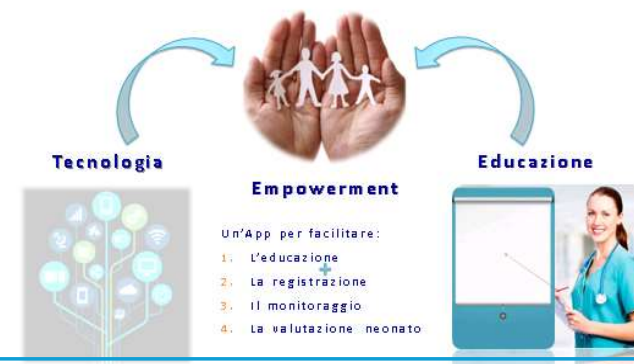 Tecnologia
Educazione
Empowerment
Un'App per facilitare:
1. L'educazione
2. La registrazione
3. Il monitoraggio
4. La valutazione neonato